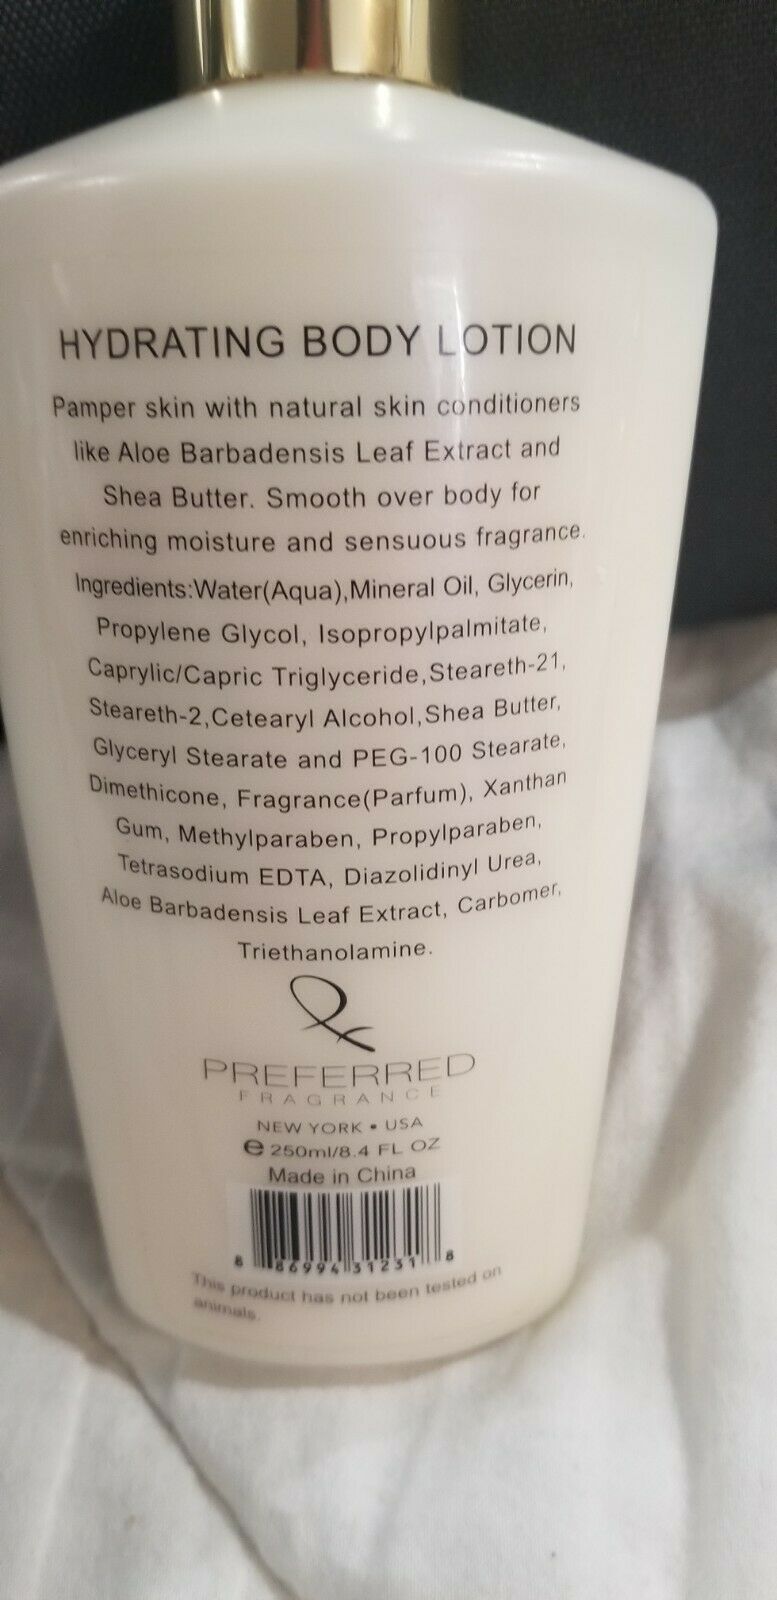 HYDRATING BODY LOTION
Pamper skin with natural skin conditioners
like Aloe Barbadensis Leaf Extract and
Shea Butter. Smooth over body for
enriching moisture and sensuous fragrance.
Ingredients:Water(Aqua),Mineral Oil, Glycerin,
Propylene Glycol, Isopropylpalmitate,
Caprylic/Capric Triglyceride,Steareth-21,
Steareth-2,Cetearyl Alcohol,Shea Butter,
Glyceryl Stearate and PEG-100 Stearate,
Dimethicone, Fragrance(Parfum), Xanthan
Gum, Methylparaben, Propylparaben,
Tetrasodium EDTA, Diazolidinyl Urea,
Aloe Barbadensis Leaf Extract, Carbomer,
Triethanolamine.
PREFERRED
FRAGRANCE
NEW YORK • USA
e 250ml/8.4 FL OZ
Made in China
8 86994 31231 8
This product has not been tested on
animals.